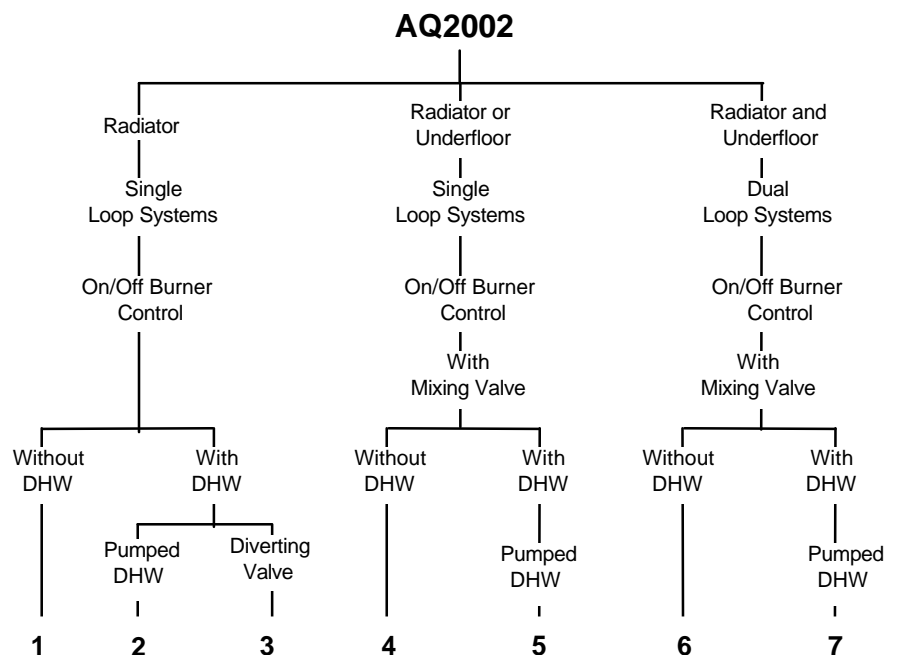 AQ2002
Radiator
Radiator or
Underfloor
Radiator and
Underfloor
Single
Loop Systems
Single
Loop Systems
Dual
Loop Systems
On/Off Burner
Control
On/Off Burner
Control
On/Off Burner
Control
With
Mixing Valve
With
Mixing Valve
Without
DHW
With
DHW
Without
DHW
With
DHW
Without
DHW
With
DHW
Pumped
DHW
Diverting
Valve
Pumped
DHW
Pumped
DHW
1 2 3 4 5 6 7